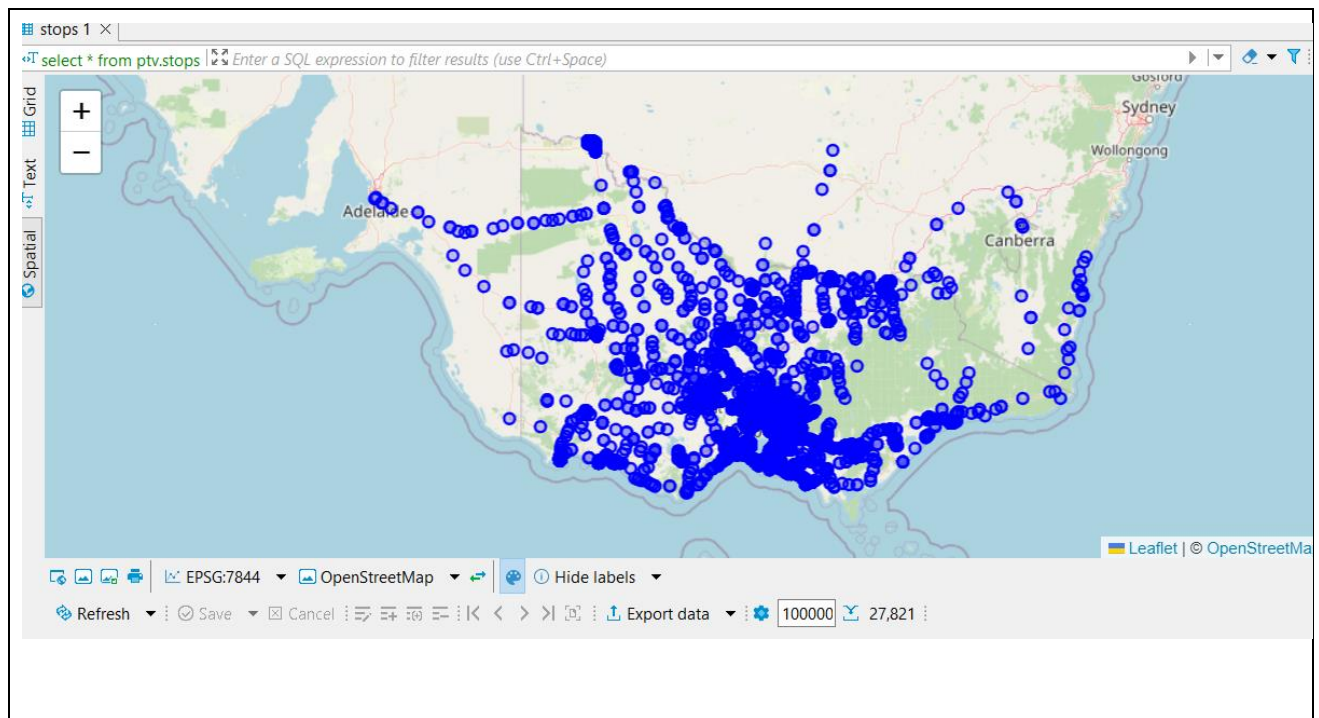 stops 1 ×
select * from ptv.stops Enter a SQL expression to filter results (use Ctrl+Space)
Grid
Text
Spatial
+
−
Gosford
Sydney
Wollongong
Adelaide
Canberra
Leaflet | © OpenStreetMa
EPSG:7844 OpenStreetMap Hide labels
Refresh Save Cancel Export data 100000 27,821